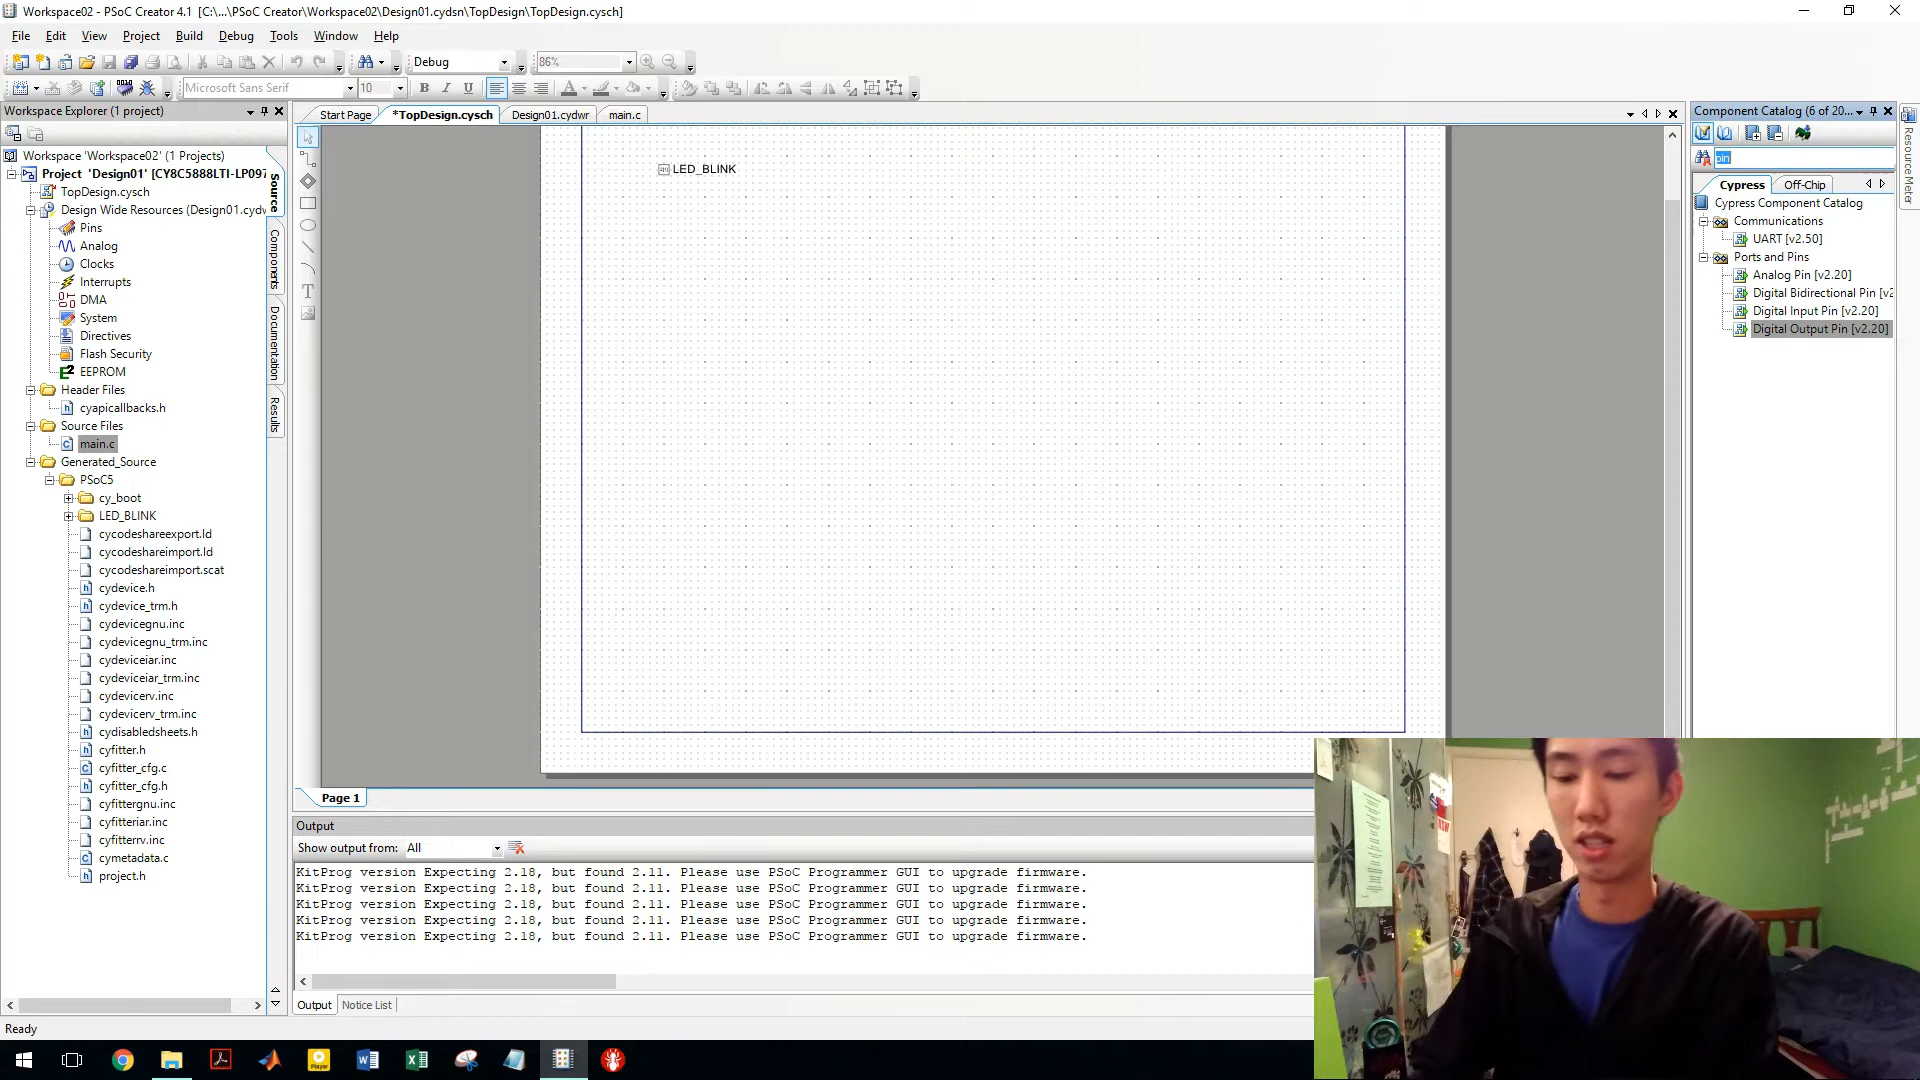 Workspace02 - PSoC Creator 4.1 [C:\...\PSoC Creator\Workspace02\Design01.cydsn\TopDesign\TopDesign.cysch]
File Edit View Project Build Debug Tools Window Help
Debug 86%
Microsoft Sans Serif 10 B I U A
Workspace Explorer (1 project)
Workspace 'Workspace02' (1 Projects)
Project 'Design01' [CY8C5888LTI-LP097
TopDesign.cysch
Design Wide Resources (Design01.cydw
Pins
Analog
Clocks
Interrupts
DMA
System
Directives
Flash Security
EEPROM
Header Files
cyapicallbacks.h
Source Files
main.c
Generated_Source
PSoC5
cy_boot
LED_BLINK
cycodeshareexport.ld
cycodeshareimport.ld
cycodeshareimport.scat
cydevice.h
cydevice_trm.h
cydevicegnu.inc
cydevicegnu_trm.inc
cydeviceiar.inc
cydeviceiar_trm.inc
cydevicerv.inc
cydevicerv_trm.inc
cydisabledsheets.h
cyfitter.h
cyfitter_cfg.c
cyfitter_cfg.h
cyfittergnu.inc
cyfitteriar.inc
cyfitterrv.inc
cymetadata.c
project.h
Source
Components
Documentation
Results
Start Page *TopDesign.cysch Design01.cydwr main.c
LED_BLINK
Page 1
Output
Show output from: All
KitProg version Expecting 2.18, but found 2.11. Please use PSoC Programmer GUI to upgrade firmware.
KitProg version Expecting 2.18, but found 2.11. Please use PSoC Programmer GUI to upgrade firmware.
KitProg version Expecting 2.18, but found 2.11. Please use PSoC Programmer GUI to upgrade firmware.
KitProg version Expecting 2.18, but found 2.11. Please use PSoC Programmer GUI to upgrade firmware.
KitProg version Expecting 2.18, but found 2.11. Please use PSoC Programmer GUI to upgrade firmware.
Output Notice List
Ready
Component Catalog (6 of 20...
pin
Cypress Off-Chip
Cypress Component Catalog
Communications
UART [v2.50]
Ports and Pins
Analog Pin [v2.20]
Digital Bidirectional Pin [v2
Digital Input Pin [v2.20]
Digital Output Pin [v2.20]
Resource Meter